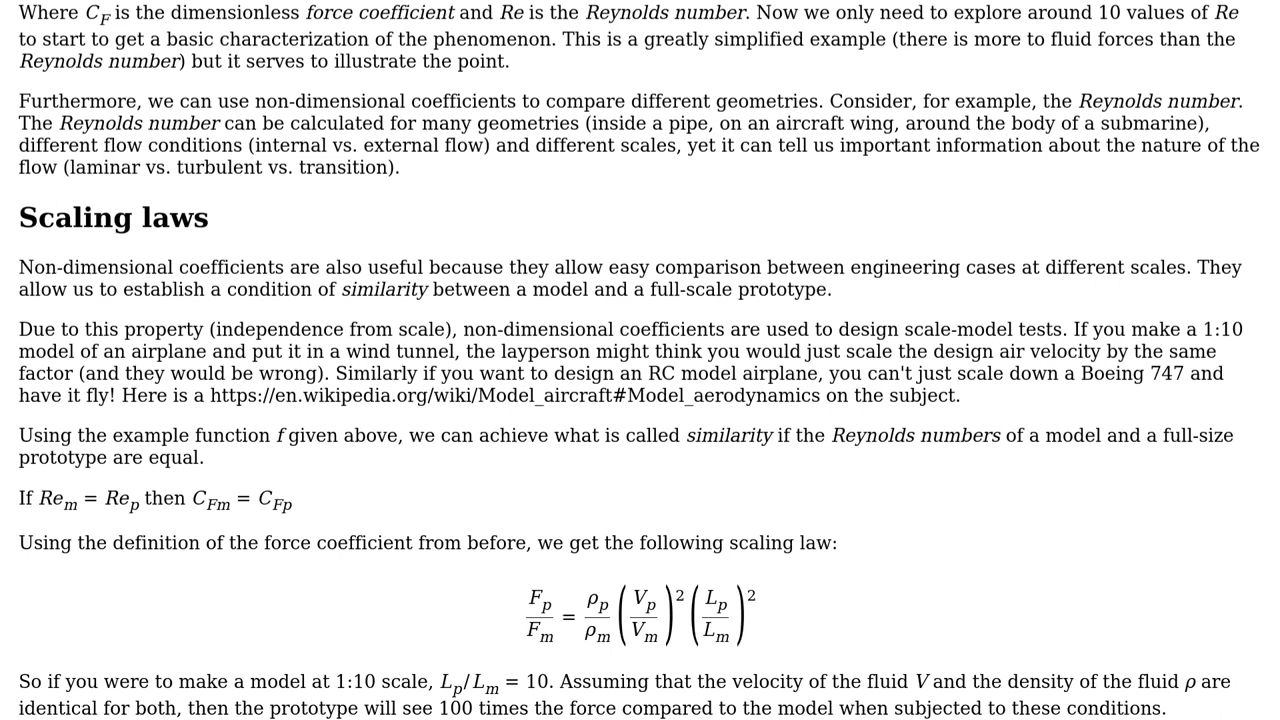 Where C_F is the dimensionless force coefficient and Re is the Reynolds number. Now we only need to explore around 10 values of Re
to start to get a basic characterization of the phenomenon. This is a greatly simplified example (there is more to fluid forces than the
Reynolds number) but it serves to illustrate the point.
Furthermore, we can use non-dimensional coefficients to compare different geometries. Consider, for example, the Reynolds number.
The Reynolds number can be calculated for many geometries (inside a pipe, on an aircraft wing, around the body of a submarine),
different flow conditions (internal vs. external flow) and different scales, yet it can tell us important information about the nature of the
flow (laminar vs. turbulent vs. transition).
Scaling laws
Non-dimensional coefficients are also useful because they allow easy comparison between engineering cases at different scales. They
allow us to establish a condition of similarity between a model and a full-scale prototype.
Due to this property (independence from scale), non-dimensional coefficients are used to design scale-model tests. If you make a 1:10
model of an airplane and put it in a wind tunnel, the layperson might think you would just scale the design air velocity by the same
factor (and they would be wrong). Similarly if you want to design an RC model airplane, you can't just scale down a Boeing 747 and
have it fly! Here is a https://en.wikipedia.org/wiki/Model_aircraft#Model_aerodynamics on the subject.
Using the example function f given above, we can achieve what is called similarity if the Reynolds numbers of a model and a full-size
prototype are equal.
If Re_m = Re_p then C_Fm = C_Fp
Using the definition of the force coefficient from before, we get the following scaling law:
F_p/F_m = ρ_p/ρ_m (V_p/V_m)^2 (L_p/L_m)^2
So if you were to make a model at 1:10 scale, L_p/L_m = 10. Assuming that the velocity of the fluid V and the density of the fluid ρ are
identical for both, then the prototype will see 100 times the force compared to the model when subjected to these conditions.